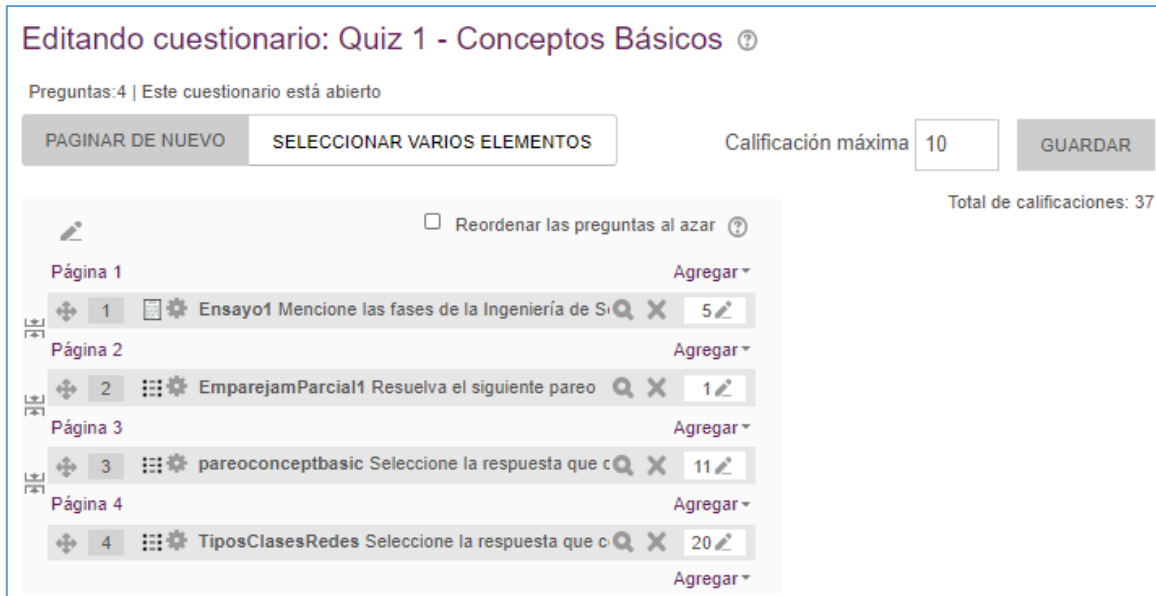 Editando cuestionario: Quiz 1 - Conceptos Básicos
Preguntas:4 | Este cuestionario está abierto
PAGINAR DE NUEVO SELECCIONAR VARIOS ELEMENTOS Calificación máxima 10 GUARDAR
Total de calificaciones: 37
Reordenar las preguntas al azar
Página 1 Agregar
1 Ensayo1 Mencione las fases de la Ingeniería de S 5
Página 2 Agregar
2 EmparejamParcial1 Resuelva el siguiente pareo 1
Página 3 Agregar
3 pareoconceptbasic Seleccione la respuesta que c 11
Página 4 Agregar
4 TiposClasesRedes Seleccione la respuesta que c 20
Agregar